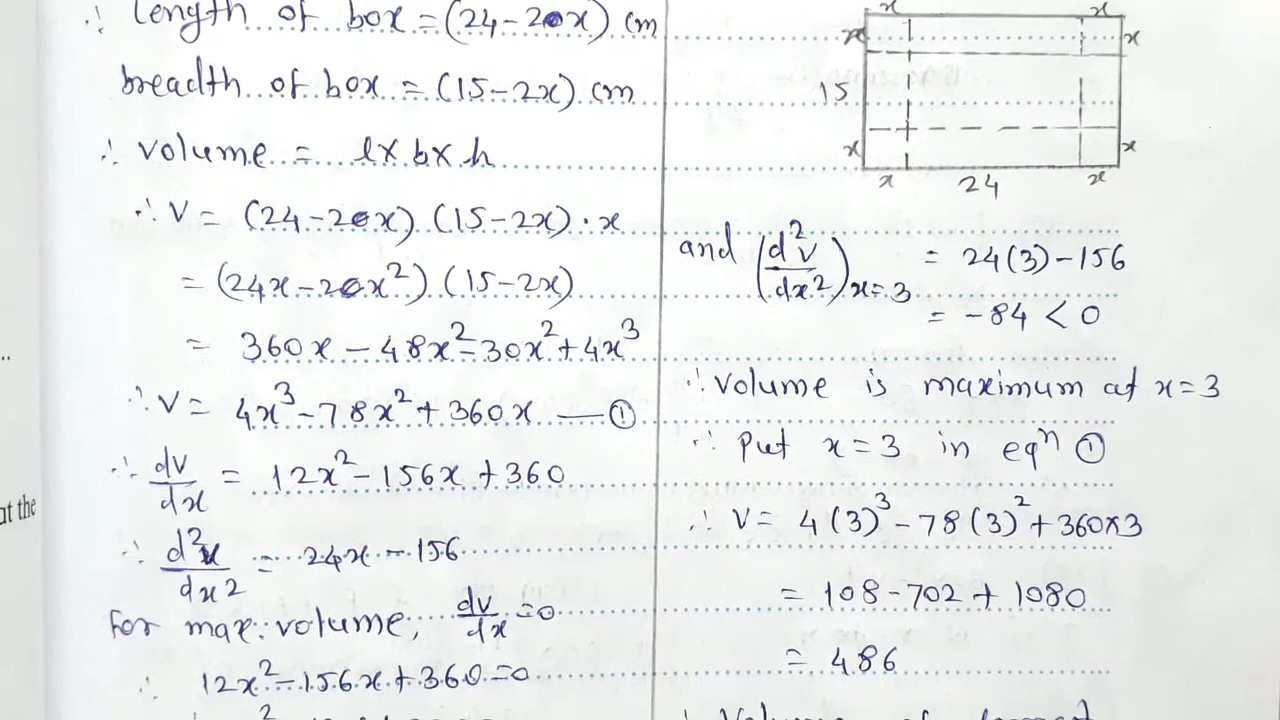 ∴ length of box = (24-2x) cm
breadth of box = (15-2x) cm
∴ volume = l×b×h
∴ V = (24-2x) (15-2x)·x
= (24x-2x²) (15-2x)
= 360x - 48x² - 30x² + 4x³
∴ V = 4x³ - 78x² + 360x — ①
∴ dv/dx = 12x² - 156x + 360
∴ d²v/dx² = 24x - 156
For max. volume, dv/dx = 0
∴ 12x² - 156x + 360 = 0
..
at the
x x
x x
15
x x
x 24 x
and (d²v/dx²)x=3 = 24(3) - 156
= -84 < 0
∴ volume is maximum at x=3
∴ put x=3 in eqⁿ ①
∴ V = 4(3)³ - 78(3)² + 360×3
= 108 - 702 + 1080
= 486